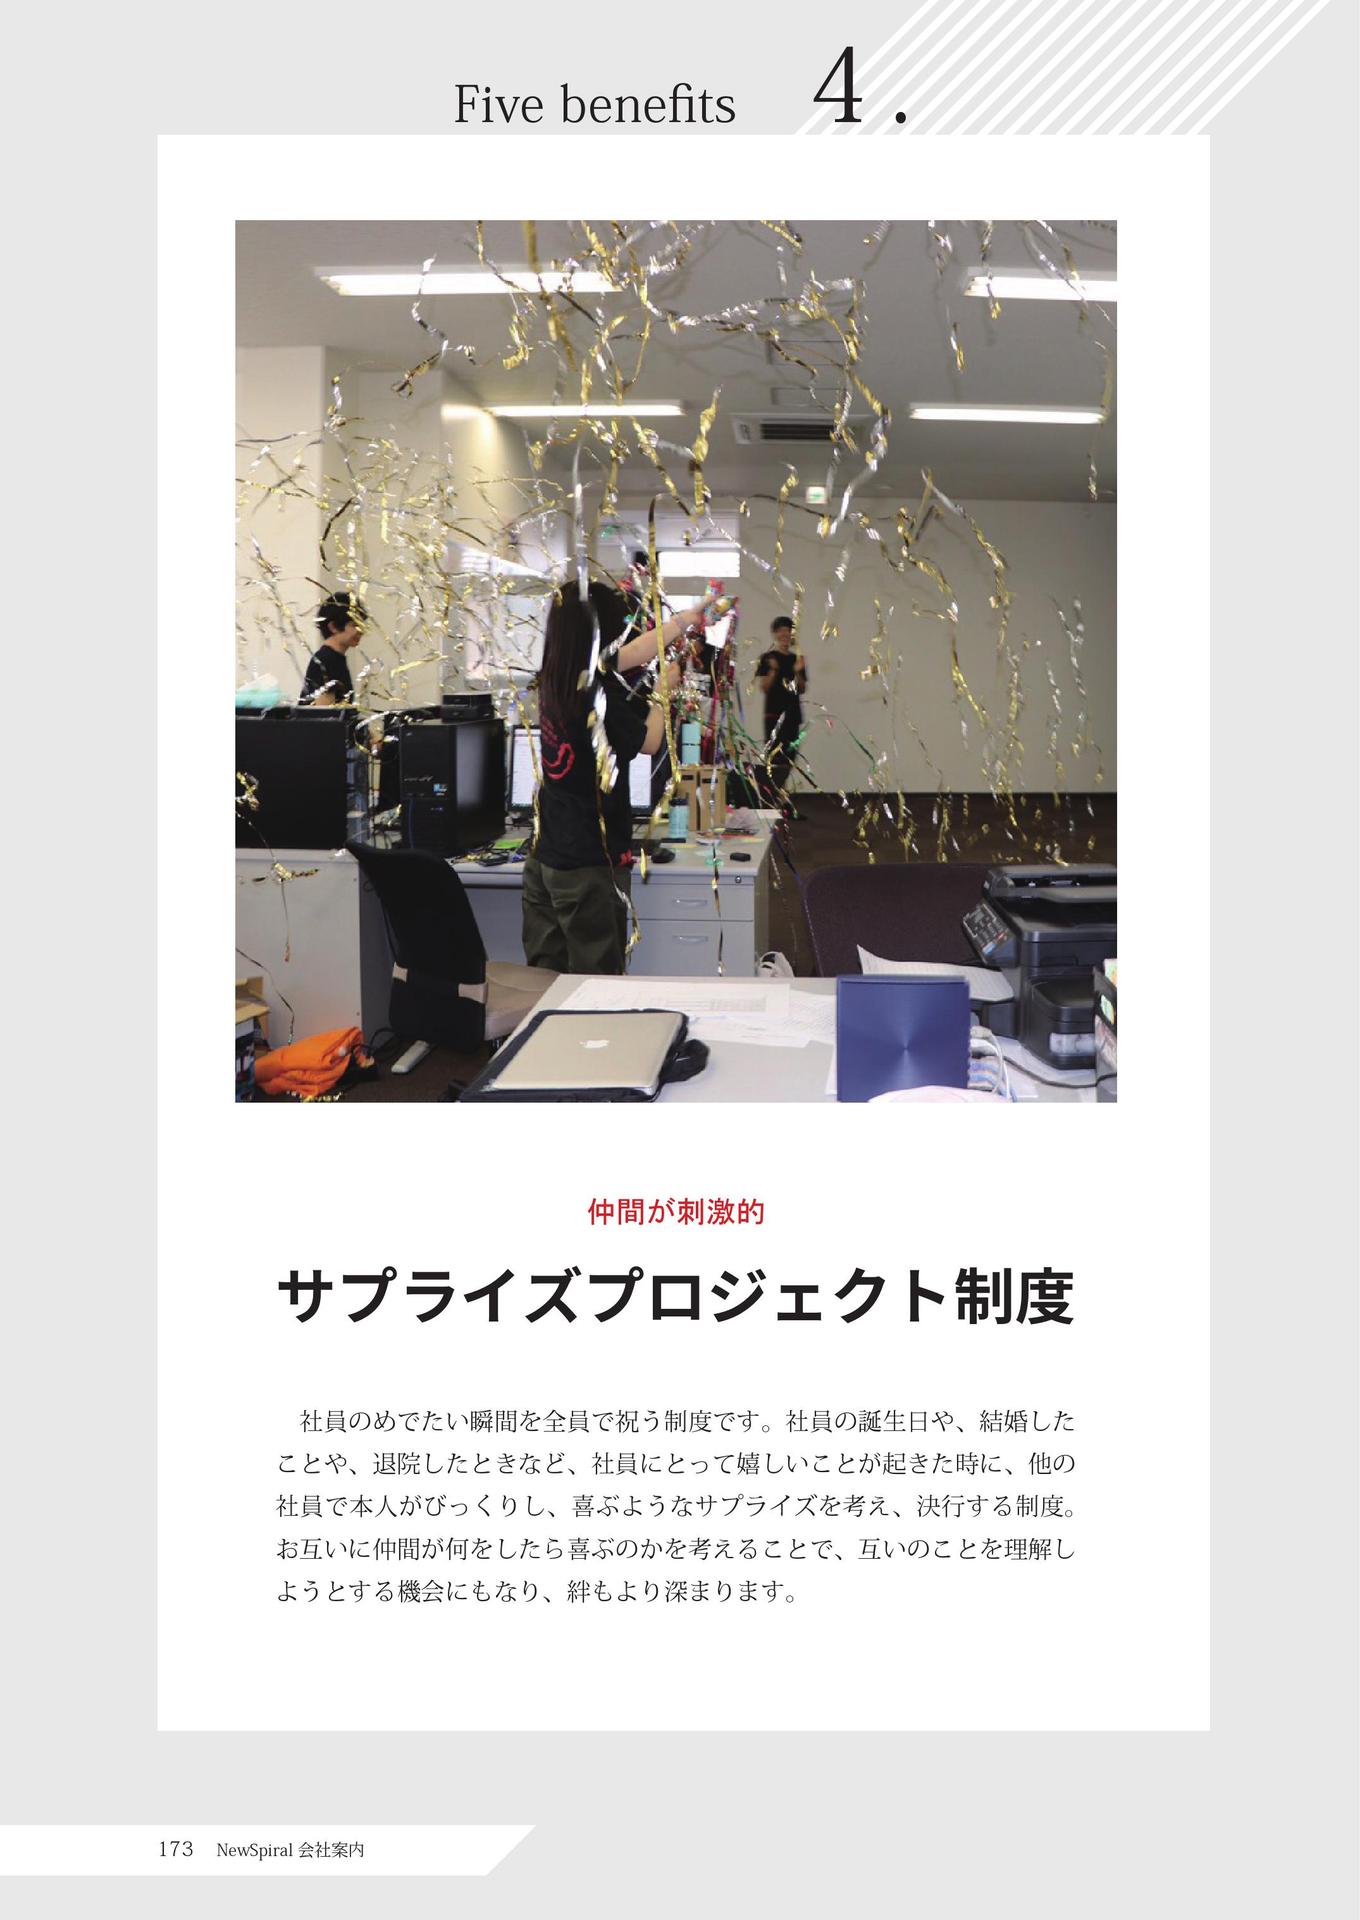 Five benefits 4 .
仲間が刺激的
サプライズプロジェクト制度
社員のめでたい瞬間を全員で祝う制度です。社員の誕生日や、結婚した
ことや、退院したときなど、社員にとって嬉しいことが起きた時に、他の
社員で本人がびっくりし、喜ぶようなサプライズを考え、決行する制度。
お互いに仲間が何をしたら喜ぶのかを考えることで、互いのことを理解し
ようとする機会にもなり、絆もより深まります。
173 NewSpiral 会社案内